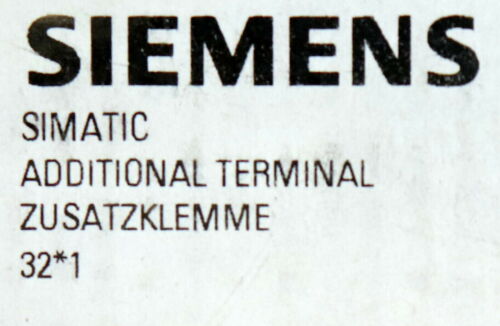 SIEMENS
SIMATIC
ADDITIONAL TERMINAL
ZUSATZKLEMME
32*1